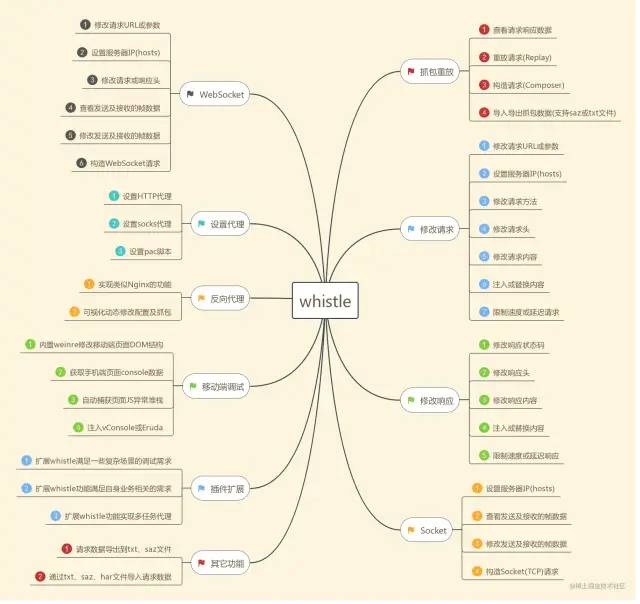 whistle
WebSocket
1 修改请求URL或参数
2 设置服务器IP(hosts)
3 修改请求或响应头
4 查看发送及接收的帧数据
5 修改发送及接收的帧数据
6 构造WebSocket请求
设置代理
1 设置HTTP代理
2 设置socks代理
3 设置pac脚本
反向代理
1 实现类似Nginx的功能
2 可视化动态修改配置及抓包
移动端调试
1 内置weinre修改移动端页面DOM结构
2 获取手机端页面console数据
3 自动捕获页面JS异常堆栈
4 注入vConsole或Eruda
插件扩展
1 扩展whistle满足一些复杂场景的调试需求
2 扩展whistle功能满足自身业务相关的需求
3 扩展whistle功能实现多任务代理
其它功能
1 请求数据导出到txt、saz文件
2 通过txt、saz、har文件导入请求数据
抓包重放
1 查看请求响应数据
2 重放请求(Replay)
3 构造请求(Composer)
4 导入导出抓包数据(支持saz或txt文件)
修改请求
1 修改请求URL或参数
2 设置服务器IP(hosts)
3 修改请求方法
4 修改请求头
5 修改请求内容
6 注入或替换内容
7 限制速度或延迟请求
修改响应
1 修改响应状态码
2 修改响应头
3 修改响应内容
4 注入或替换内容
5 限制速度或延迟响应
Socket
1 设置服务器IP(hosts)
2 查看发送及接收的帧数据
3 修改发送及接收的帧数据
4 构造Socket(TCP)请求
@稀土掘金技术社区